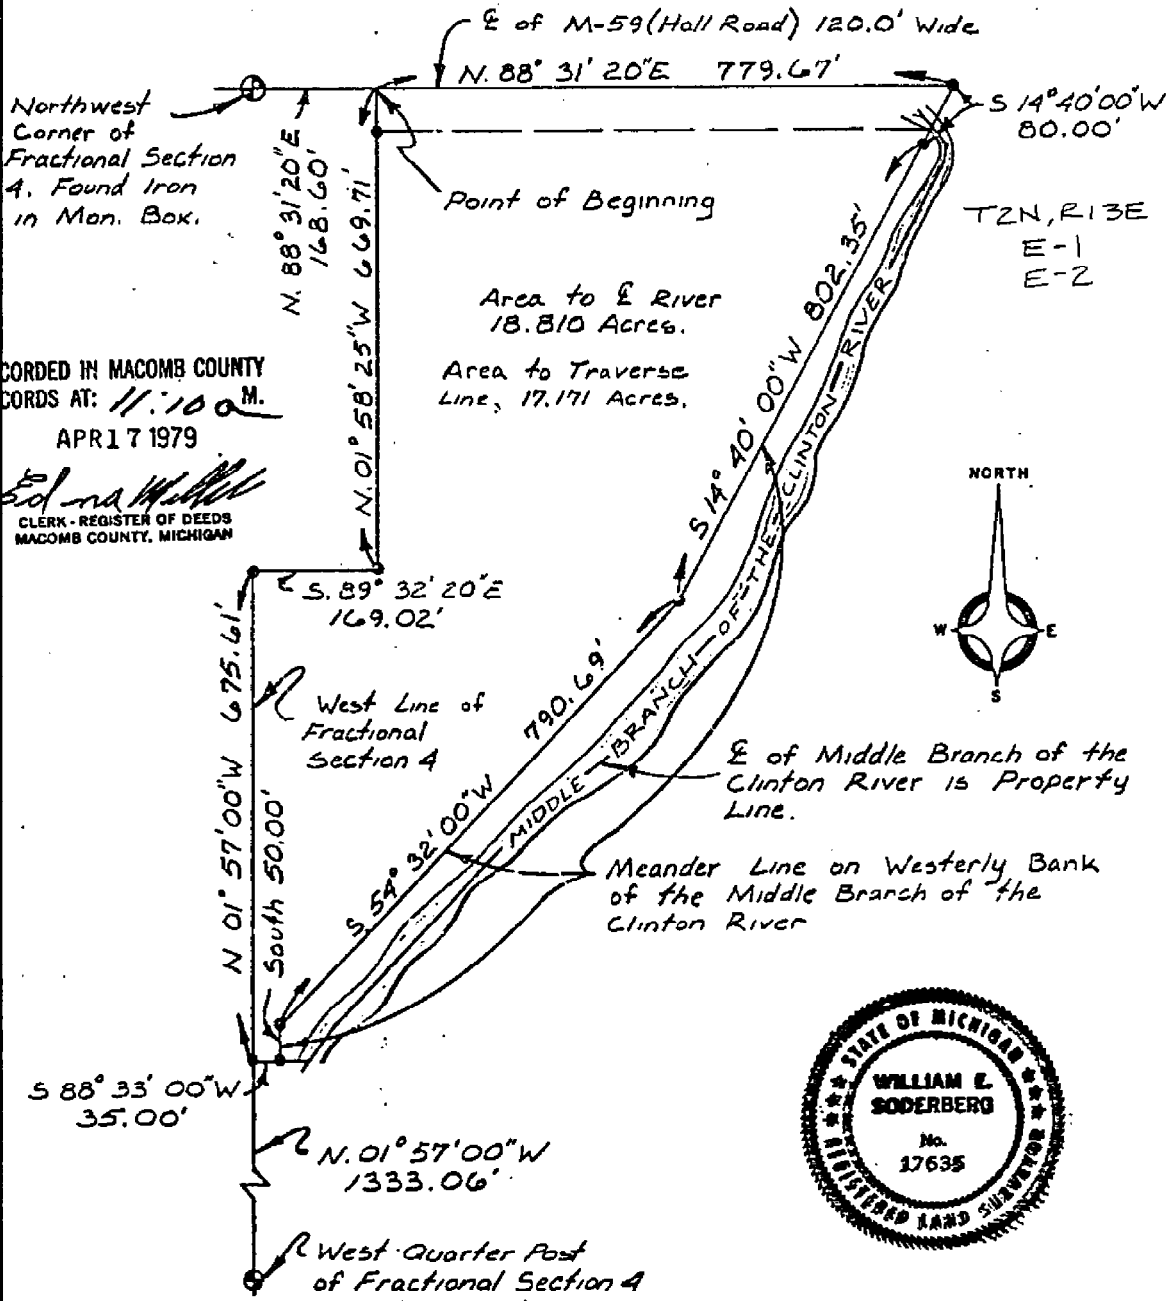 ℄ of M-59 (Hall Road) 120.0' Wide
N. 88° 31' 20"E 779.67'
Northwest
Corner of
Fractional Section
4. Found Iron
in Mon. Box.
N. 88° 31' 20"E
168.60'
N. 01° 58' 25"W 669.71'
Point of Beginning
S 14° 40' 00" W
80.00'
T2N, R13E
E-1
E-2
Area to ℄ River
18.810 Acres.
Area to Traverse
Line, 17.171 Acres.
S 14° 40' 00" W 802.35'
CORDED IN MACOMB COUNTY
CORDS AT: 11:10 a M.
APR 17 1979
Edna Miller
CLERK - REGISTER OF DEEDS
MACOMB COUNTY, MICHIGAN
NORTH
W E
S
S. 89° 32' 20"E
169.02'
N 01° 57' 00"W 675.61'
West Line of
Fractional
Section 4
South 50.00'
S. 54° 32' 00"W 790.69'
MIDDLE BRANCH OF THE CLINTON RIVER
℄ of Middle Branch of the
Clinton River is Property
Line.
Meander Line on Westerly Bank
of the Middle Branch of the
Clinton River
S 88° 33' 00"W
35.00'
N. 01° 57' 00"W
1333.06'
West Quarter Post
of Fractional Section 4
STATE OF MICHIGAN
WILLIAM E.
SODERBERG
No.
17635
REGISTERED LAND SURVEYOR